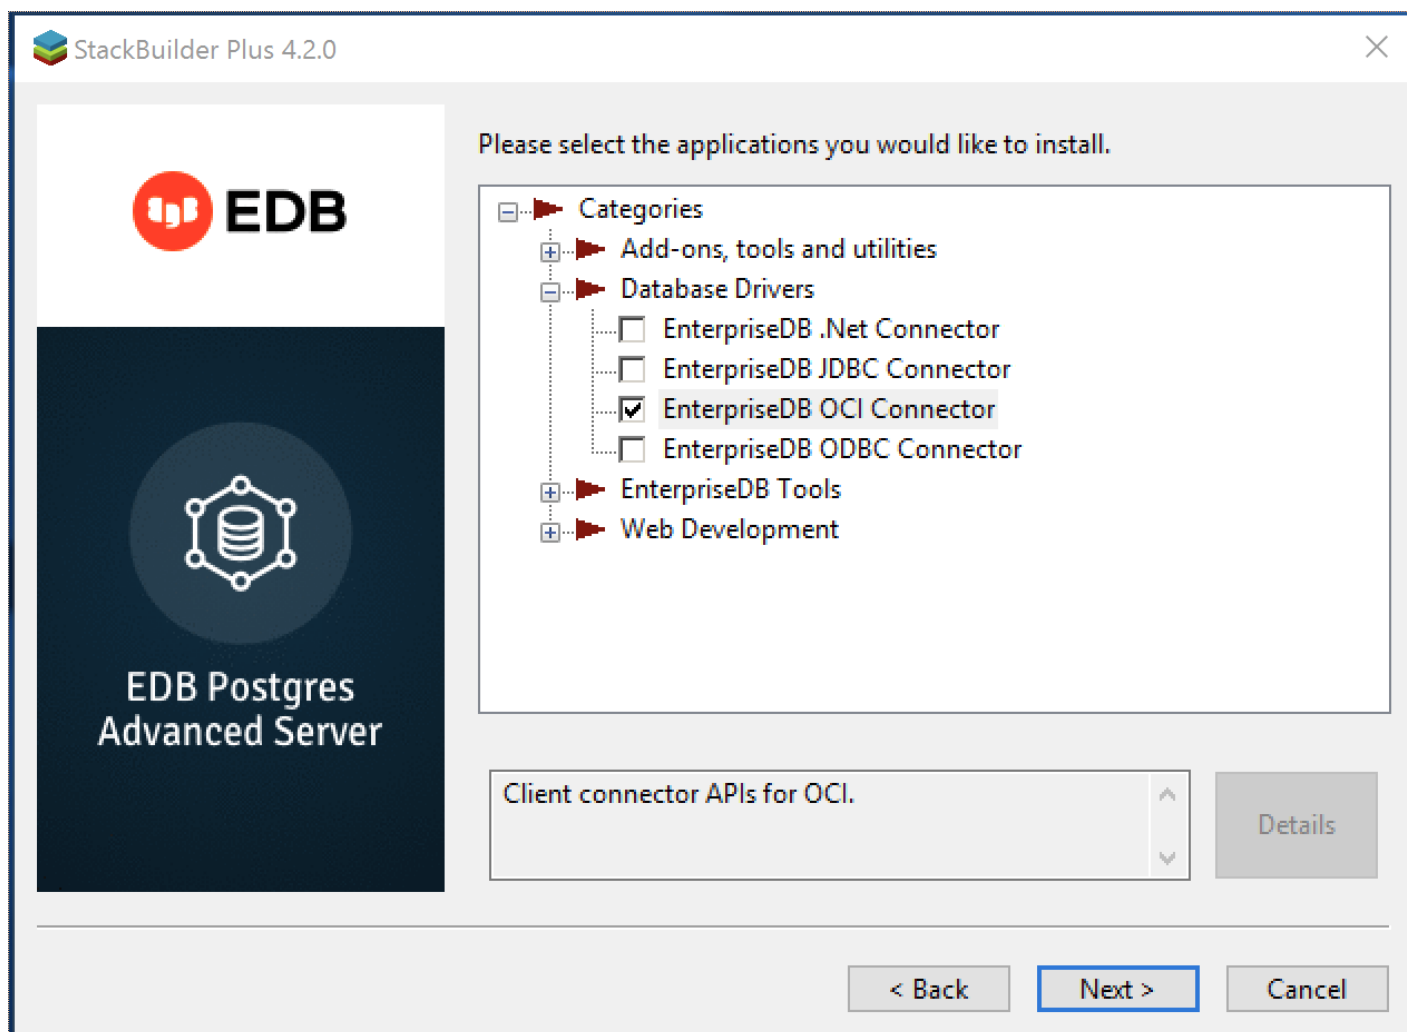 StackBuilder Plus 4.2.0
EDB
EDB Postgres
Advanced Server
Please select the applications you would like to install.
Categories
Add-ons, tools and utilities
Database Drivers
EnterpriseDB .Net Connector
EnterpriseDB JDBC Connector
EnterpriseDB OCI Connector
EnterpriseDB ODBC Connector
EnterpriseDB Tools
Web Development
Client connector APIs for OCI.
Details
< Back
Next >
Cancel